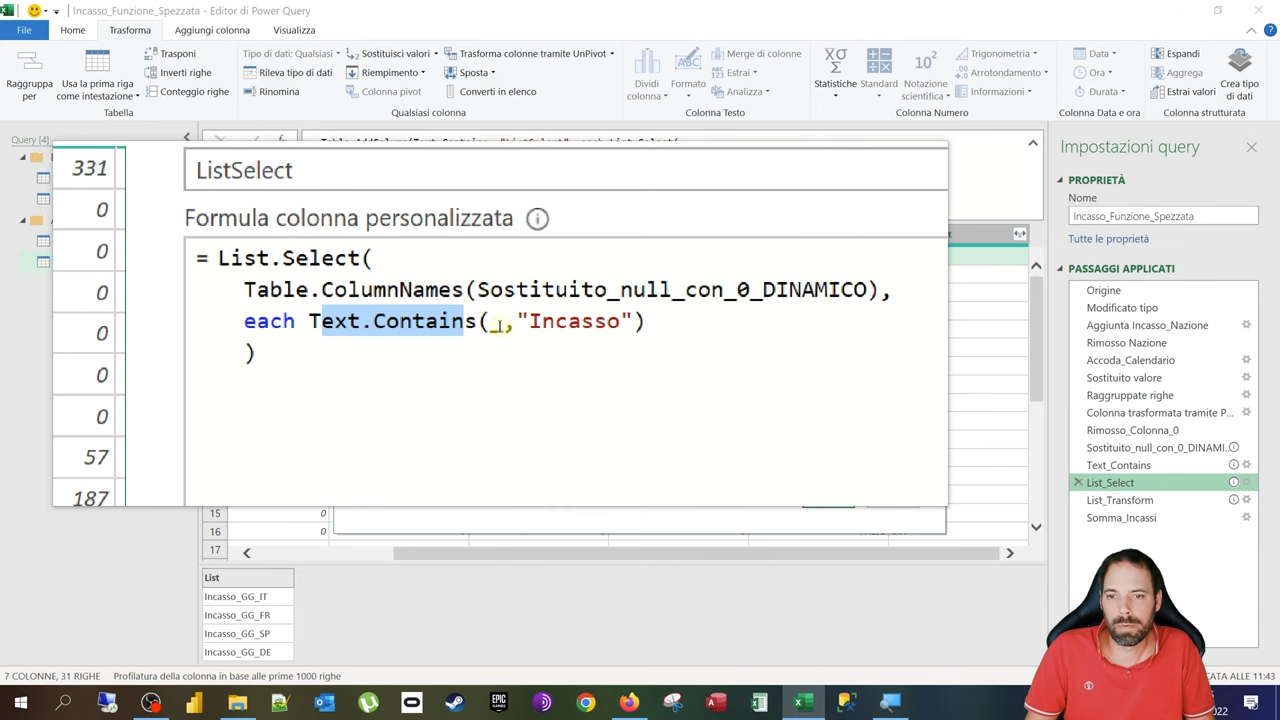 Incasso_Funzione_Spezzata - Editor di Power Query
File Home Trasforma Aggiungi colonna Visualizza
Raggruppa per
Usa la prima riga come intestazione
Trasponi
Inverti righe
Conteggio righe
Tabella
Tipo di dati: Qualsiasi
Rileva tipo di dati
Rinomina
Sostituisci valori
Riempimento
Colonna pivot
Trasforma colonne tramite UnPivot
Sposta
Converti in elenco
Qualsiasi colonna
Dividi colonna
Formato
Merge di colonne
Estrai
Analizza
Colonna Testo
Statistiche
Standard
Notazione scientifica
Trigonometria
Arrotondamento
Informazioni
Colonna Numero
Data
Ora
Durata
Colonna Data e ora
Espandi
Aggrega
Estrai valori
Crea tipo di dati
Colonna strutturata
Query [4]
331
0
0
0
0
0
0
57
187
ListSelect
Formula colonna personalizzata
= List.Select(
Table.ColumnNames(Sostituito_null_con_0_DINAMICO),
each Text.Contains(_,"Incasso")
)
15 0
16 0
17
List
Incasso_GG_IT
Incasso_GG_FR
Incasso_GG_SP
Incasso_GG_DE
Impostazioni query
PROPRIETÀ
Nome
Incasso_Funzione_Spezzata
Tutte le proprietà
PASSAGGI APPLICATI
Origine
Modificato tipo
Aggiunta Incasso_Nazione
Rimosso Nazione
Accoda_Calendario
Sostituito valore
Raggruppate righe
Colonna trasformata tramite P...
Rimosso_Colonna_0
Sostituito_null_con_0_DINAMI...
Text_Contains
List_Select
List_Transform
Somma_Incassi
7 COLONNE, 31 RIGHE Profilatura della colonna in base alle prime 1000 righe
ALLE 11:43
2022